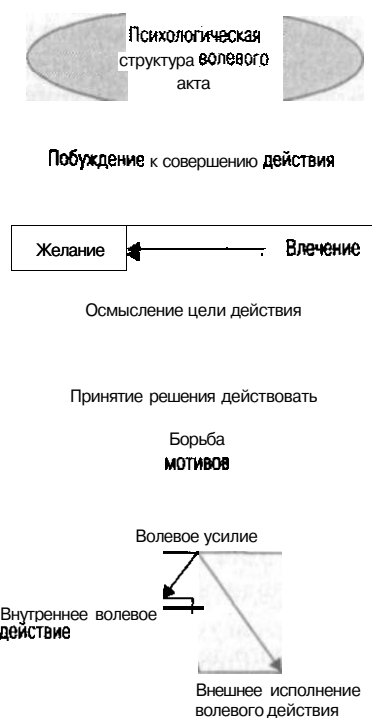 Психологическая
структура волевого
акта
Побуждение к совершению действия
Желание Влечение
Осмысление цели действия
Принятие решения действовать
Борьба
мотивов
Волевое усилие
Внутреннее волевое
действие
Внешнее исполнение
волевого действия